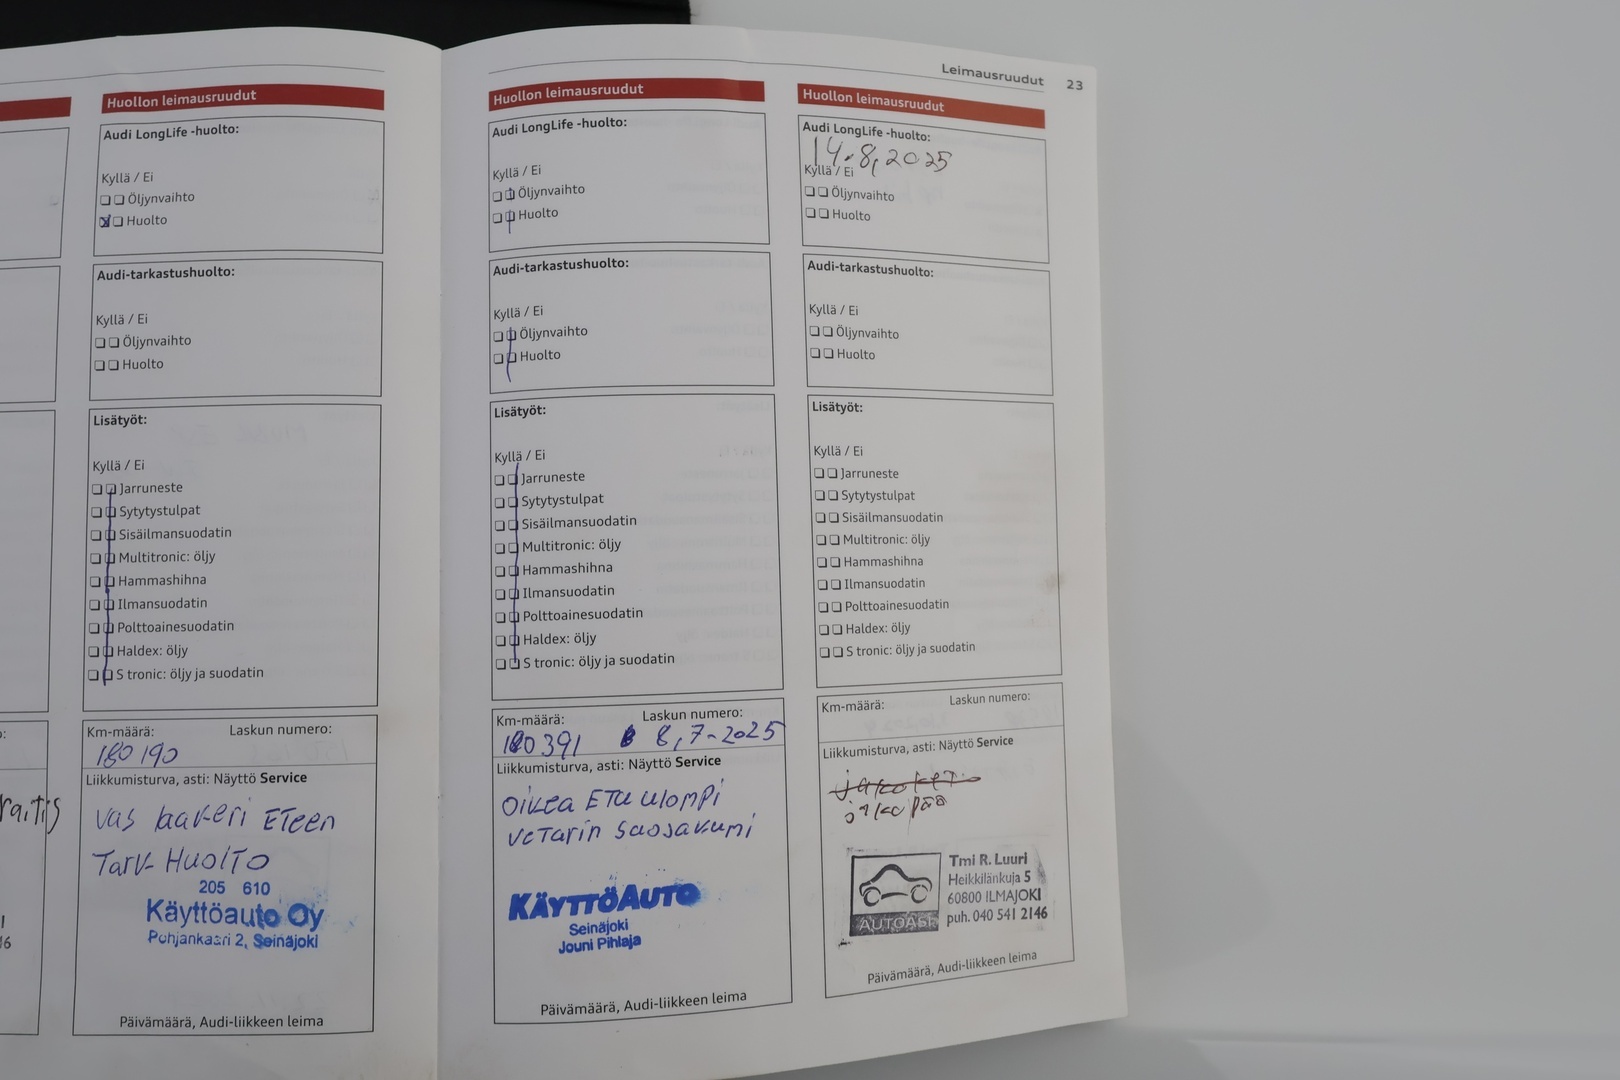 Leimausruudut 23
Huollon leimausruudut
Audi LongLife -huolto:
Kyllä / Ei
Öljynvaihto
Huolto
Audi-tarkastushuolto:
Kyllä / Ei
Öljynvaihto
Huolto
Lisätyöt:
Kyllä / Ei
Jarruneste
Sytytystulpat
Sisäilmansuodatin
Multitronic: öljy
Hammashihna
Ilmansuodatin
Polttoainesuodatin
Haldex: öljy
S tronic: öljy ja suodatin
Km-määrä: Laskun numero:
180 190
Liikkumisturva, asti: Näyttö Service
vas laakeri ETeen
Tark Huolto
205 610
Käyttöauto Oy
Pohjankaari 2, Seinäjoki
Päivämäärä, Audi-liikkeen leima
Huollon leimausruudut
Audi LongLife -huolto:
Kyllä / Ei
Öljynvaihto
Huolto
Audi-tarkastushuolto:
Kyllä / Ei
Öljynvaihto
Huolto
Lisätyöt:
Kyllä / Ei
Jarruneste
Sytytystulpat
Sisäilmansuodatin
Multitronic: öljy
Hammashihna
Ilmansuodatin
Polttoainesuodatin
Haldex: öljy
S tronic: öljy ja suodatin
Km-määrä: Laskun numero:
180391 8,7-2025
Liikkumisturva, asti: Näyttö Service
Oikea ETU ulompi
veTarin suojakumi
KÄYTTÖAUTO
Seinäjoki
Jouni Pihlaja
Päivämäärä, Audi-liikkeen leima
Huollon leimausruudut
Audi LongLife -huolto:
14.8,2025
Kyllä / Ei
Öljynvaihto
Huolto
Audi-tarkastushuolto:
Kyllä / Ei
Öljynvaihto
Huolto
Lisätyöt:
Kyllä / Ei
Jarruneste
Sytytystulpat
Sisäilmansuodatin
Multitronic: öljy
Hammashihna
Ilmansuodatin
Polttoainesuodatin
Haldex: öljy
S tronic: öljy ja suodatin
Km-määrä: Laskun numero:
Liikkumisturva, asti: Näyttö Service
Tmi R. Luuri
Heikkilänkuja 5
60800 ILMAJOKI
puh. 040 541 2146
AUTOASI
Päivämäärä, Audi-liikkeen leima